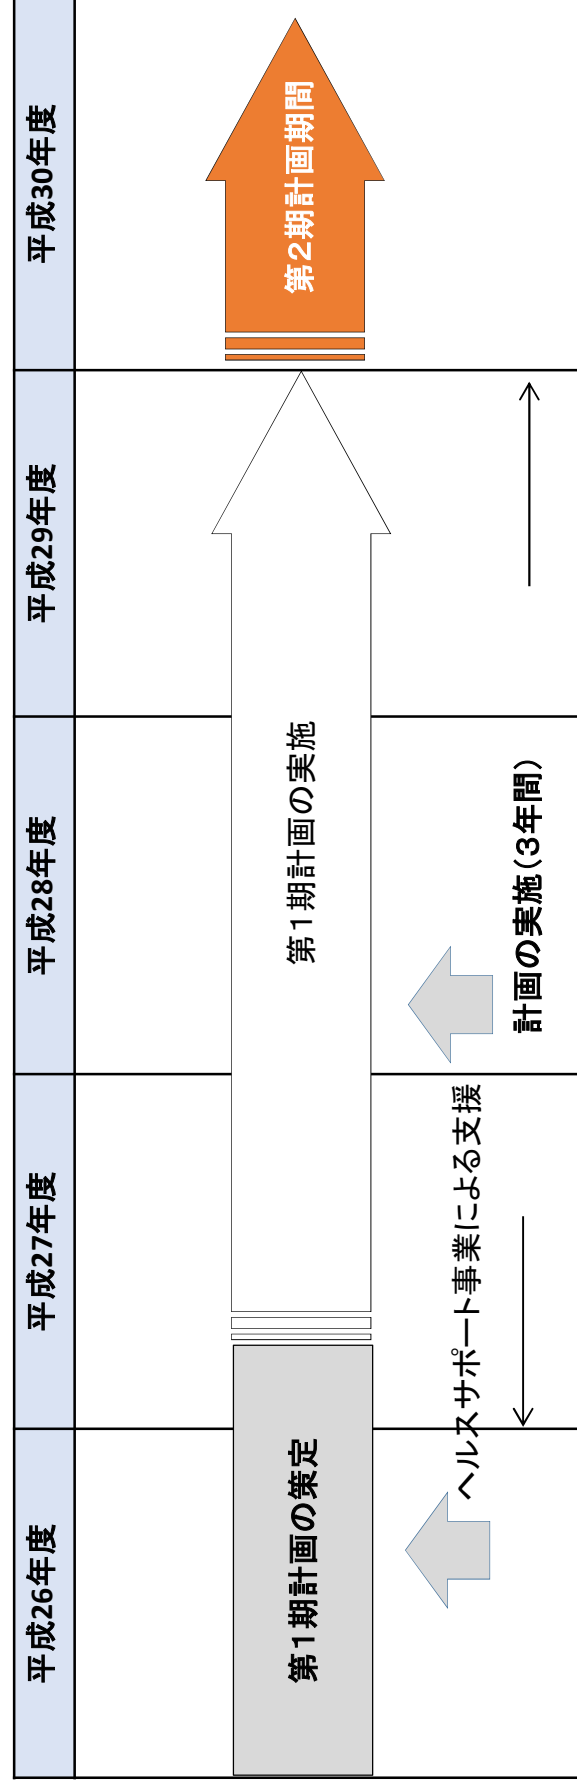 平成26年度
平成27年度
平成28年度
平成29年度
平成30年度
第1期計画の策定
第1期計画の実施
第2期計画期間
ヘルスサポート事業による支援
計画の実施(3年間)